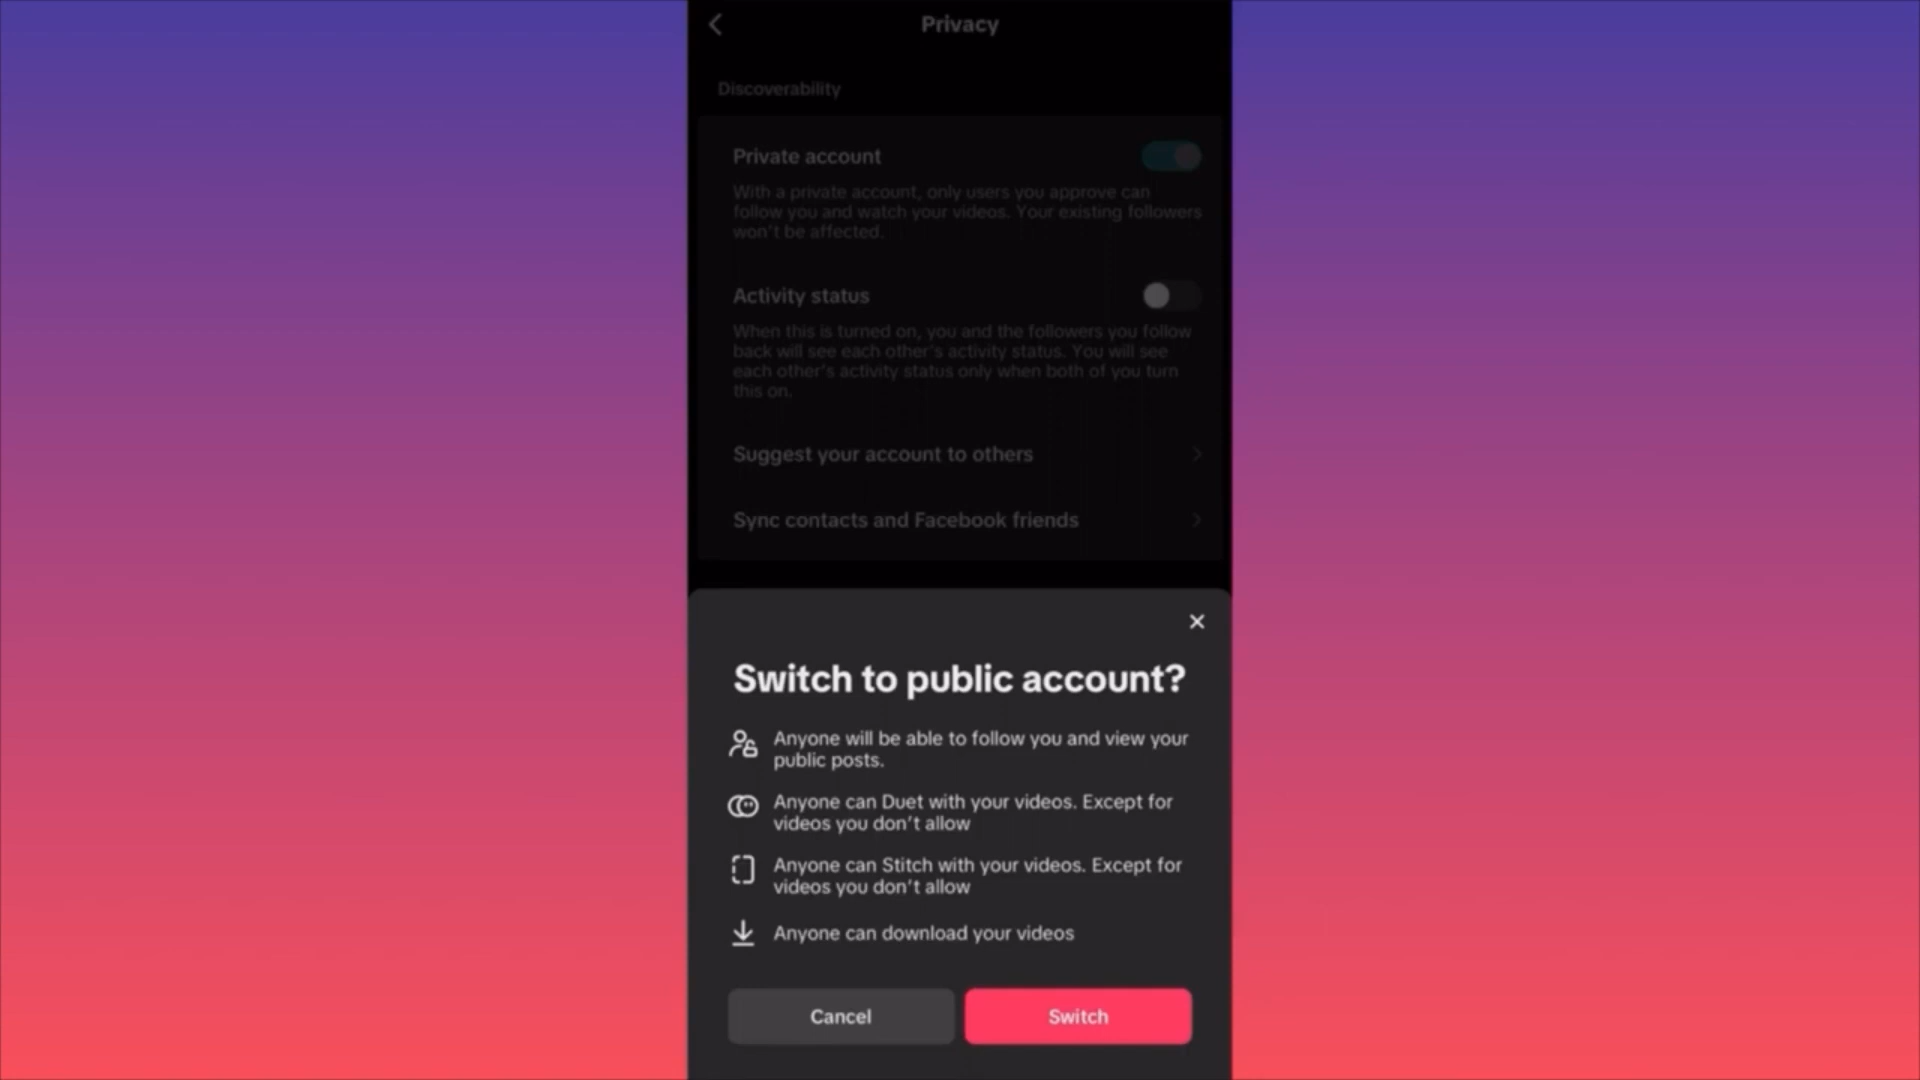 Privacy
Discoverability
Private account
With a private account, only users you approve can
follow you and watch your videos. Your existing followers
won't be affected.
Activity status
When this is turned on, you and the followers you follow
back will see each other's activity status. You will see
each other's activity status only when both of you turn
this on.
Suggest your account to others
Sync contacts and Facebook friends
Switch to public account?
Anyone will be able to follow you and view your
public posts.
Anyone can Duet with your videos. Except for
videos you don't allow
Anyone can Stitch with your videos. Except for
videos you don't allow
Anyone can download your videos
Cancel
Switch